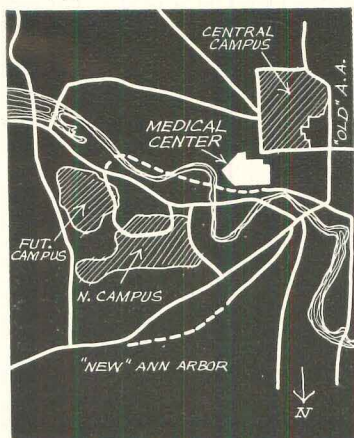 CENTRAL
CAMPUS
"OLD" A.A.
MEDICAL
CENTER
FUT.
CAMPUS
N. CAMPUS
"NEW" ANN ARBOR
N